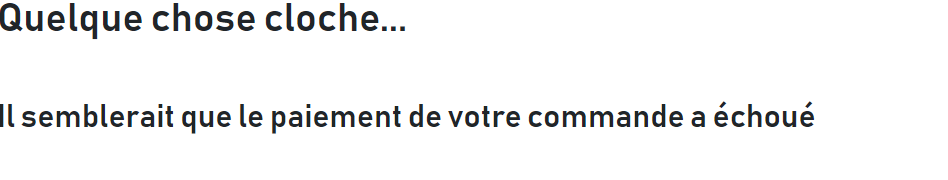 Quelque chose cloche...
Il semblerait que le paiement de votre commande a échoué